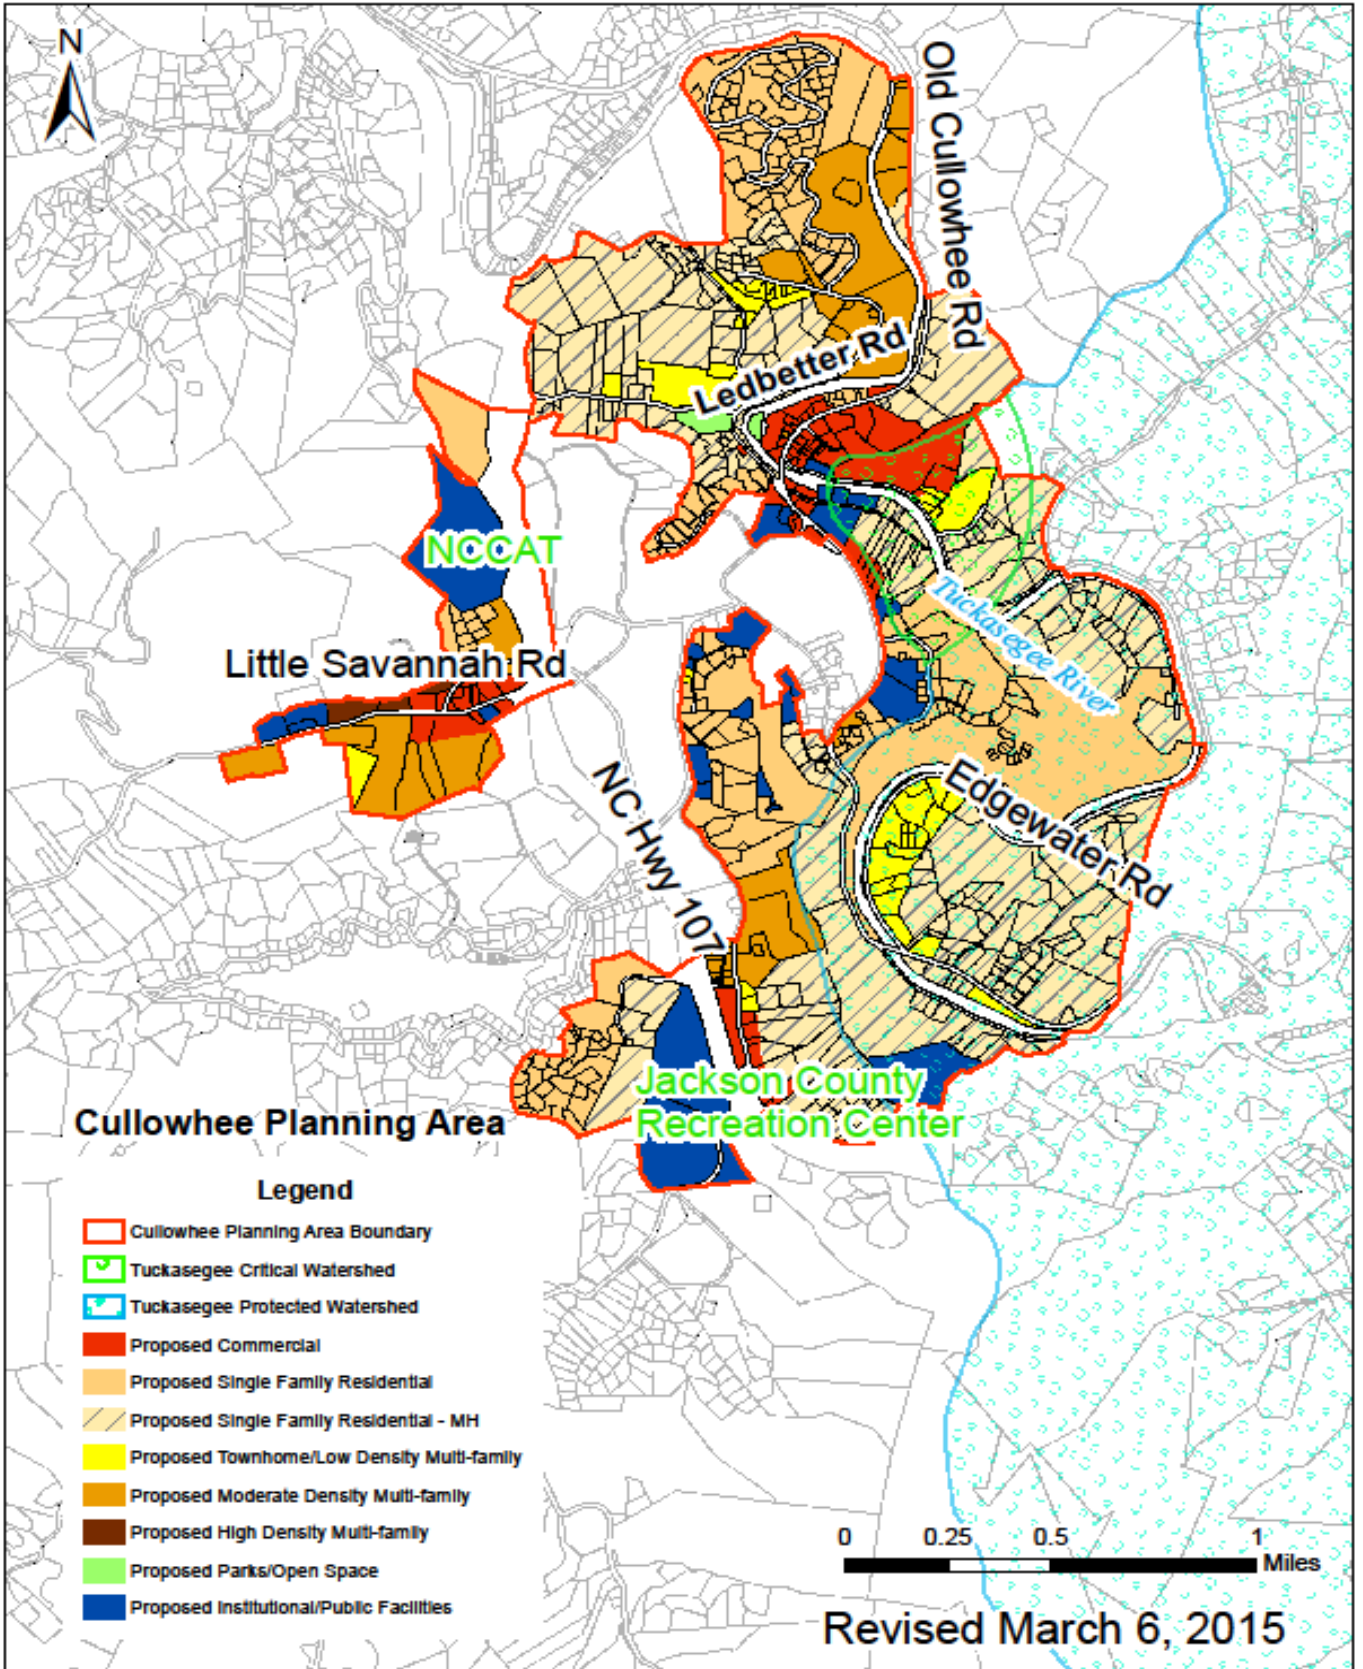 N
Old Cullowhee Rd
Ledbetter Rd
NCCAT
Tuckasegee River
Little Savannah Rd
Edgewater Rd
NC Hwy 107
Jackson County
Recreation Center
Cullowhee Planning Area
Legend
Cullowhee Planning Area Boundary
Tuckasegee Critical Watershed
Tuckasegee Protected Watershed
Proposed Commercial
Proposed Single Family Residential
Proposed Single Family Residential - MH
Proposed Townhome/Low Density Multi-family
Proposed Moderate Density Multi-family
Proposed High Density Multi-family
Proposed Parks/Open Space
Proposed Institutional/Public Facilities
0 0.25 0.5 1
Miles
Revised March 6, 2015